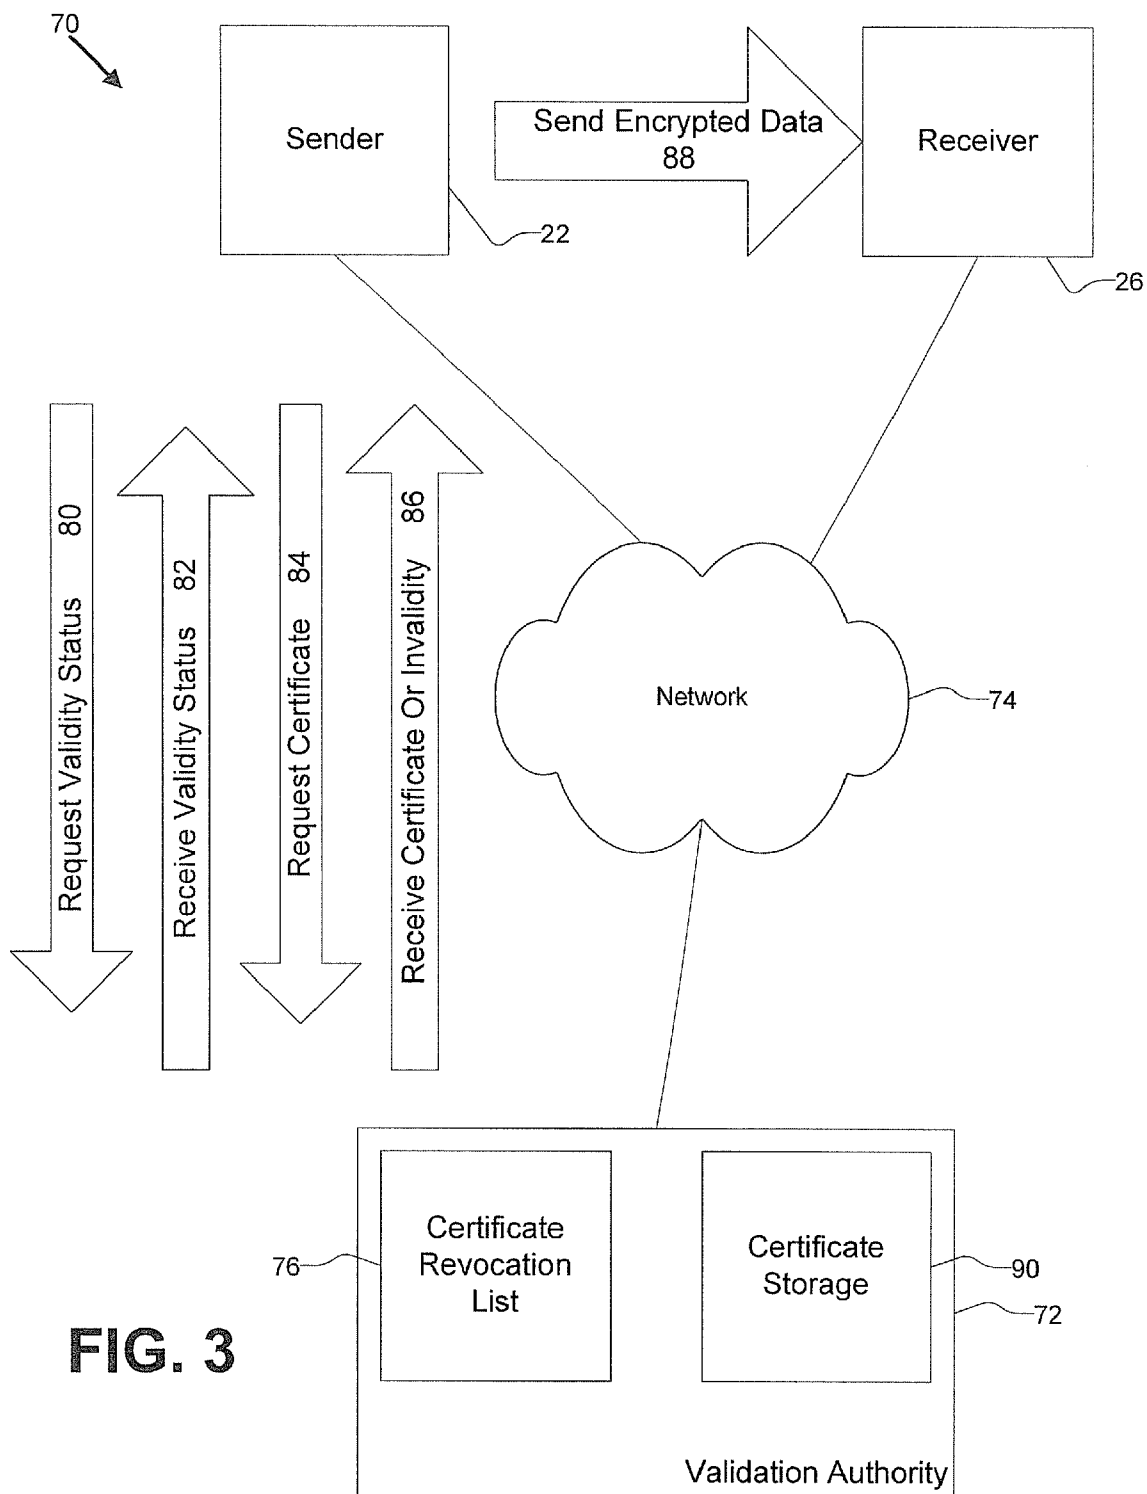 70
Sender
Send Encrypted Data
88
Receiver
22
26
Request Validity Status 80
Receive Validity Status 82
Request Certificate 84
Receive Certificate Or Invalidity 86
Network
74
Certificate
Revocation
List
76
Certificate
Storage
90
72
FIG. 3
Validation Authority